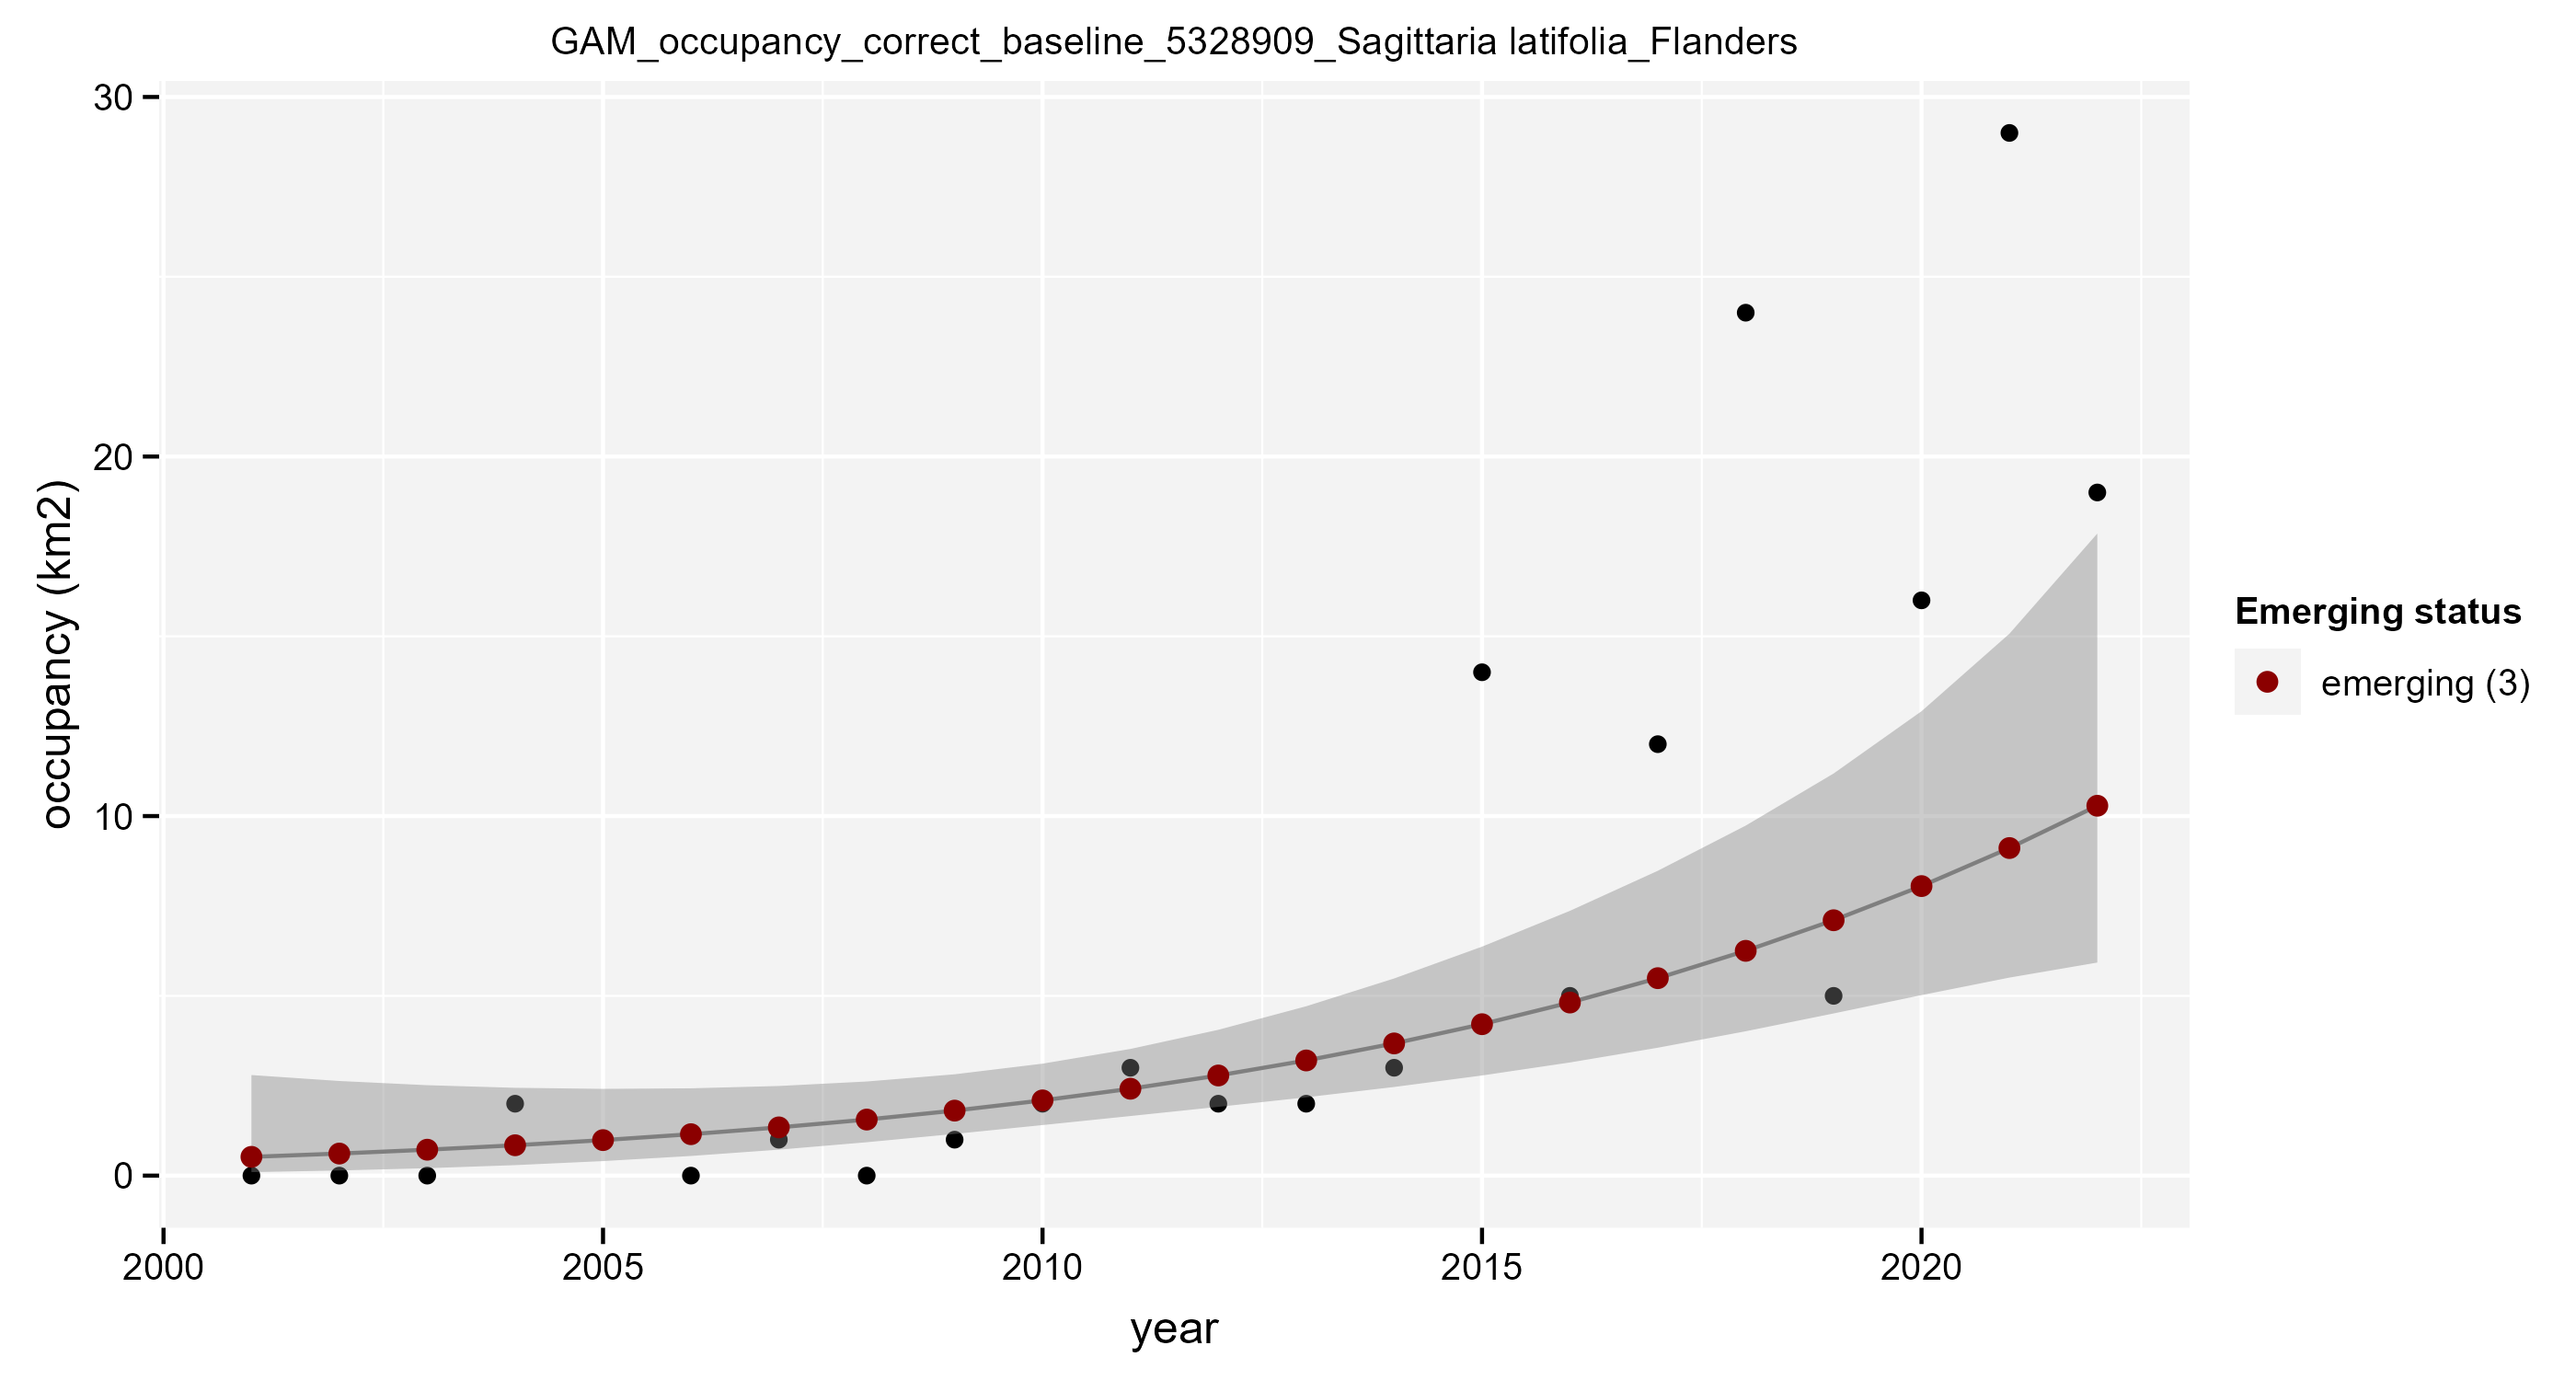 GAM_occupancy_correct_baseline_5328909_Sagittaria latifolia_Flanders
30
20
10
0
occupancy (km2)
2000 2005 2010 2015 2020
year
Emerging status
emerging (3)